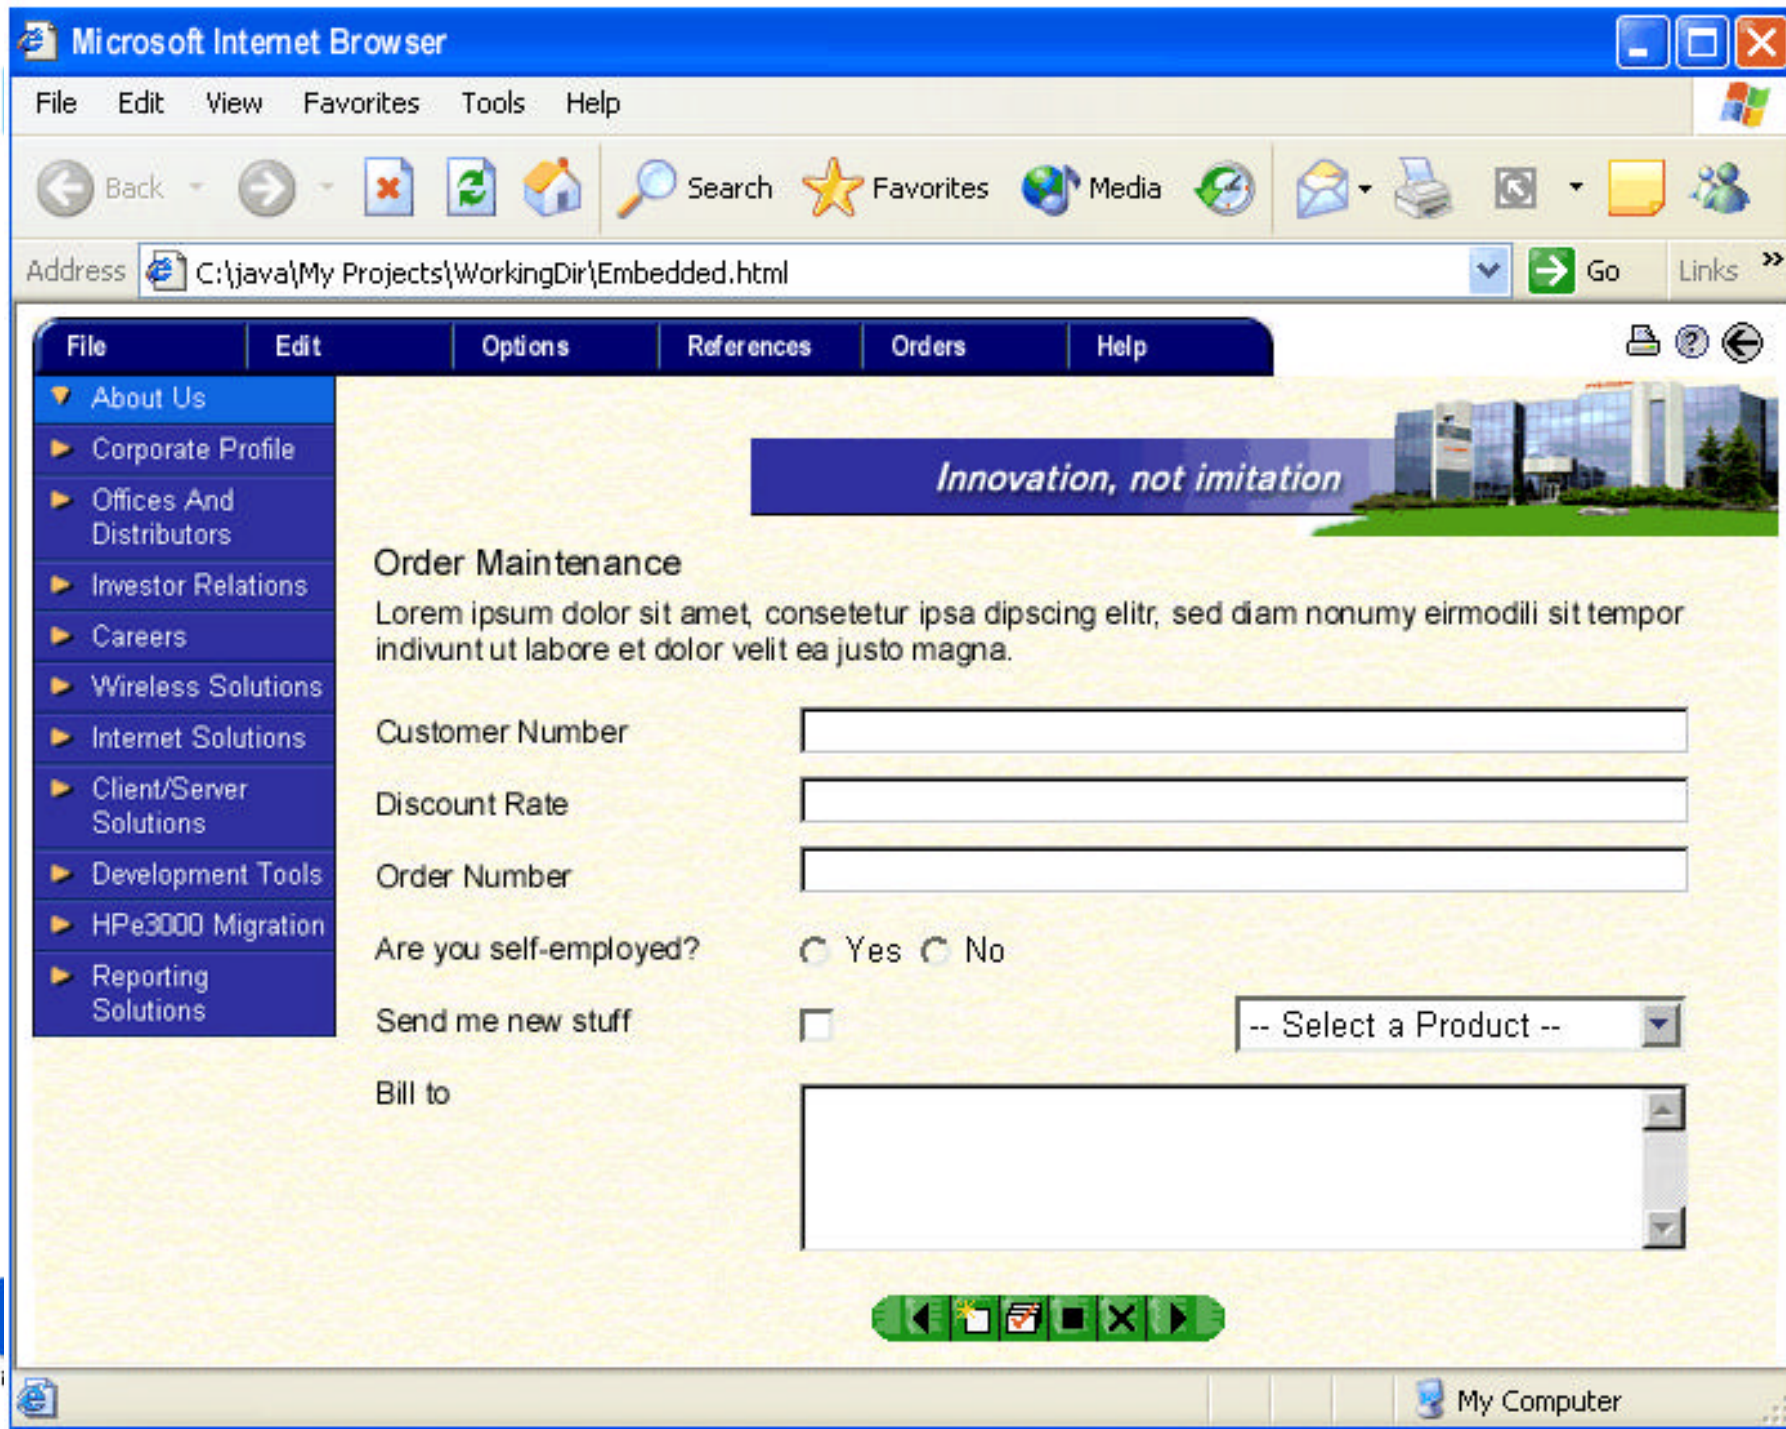 Microsoft Internet Browser
File Edit View Favorites Tools Help
Back Search Favorites Media
Address C:\java\My Projects\WorkingDir\Embedded.html Go Links »
File Edit Options References Orders Help
About Us
Corporate Profile
Offices And
Distributors
Investor Relations
Careers
Wireless Solutions
Internet Solutions
Client/Server
Solutions
Development Tools
HPe3000 Migration
Reporting
Solutions
Innovation, not imitation
Order Maintenance
Lorem ipsum dolor sit amet, consetetur ipsa dipscing elitr, sed diam nonumy eirmodili sit tempor
indivunt ut labore et dolor velit ea justo magna.
Customer Number
Discount Rate
Order Number
Are you self-employed? Yes No
Send me new stuff -- Select a Product --
Bill to
My Computer